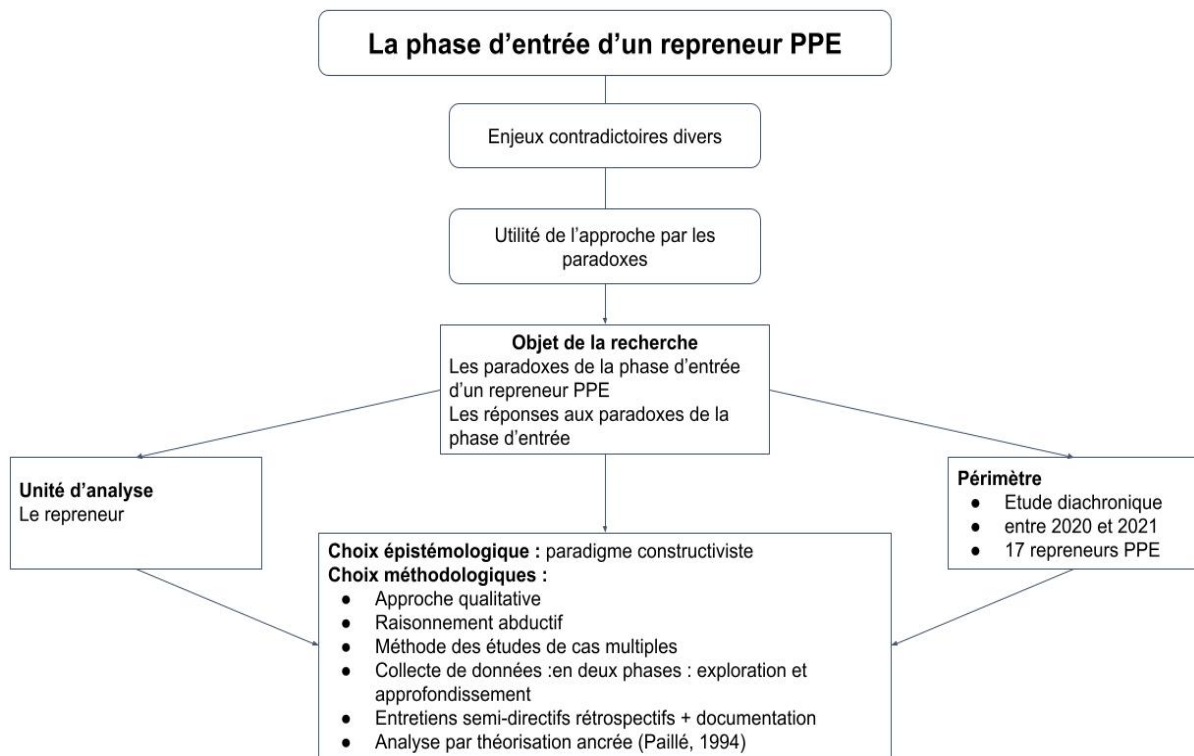 La phase d'entrée d'un repreneur PPE
Enjeux contradictoires divers
Utilité de l'approche par les
paradoxes
Objet de la recherche
Les paradoxes de la phase d'entrée
d'un repreneur PPE
Les réponses aux paradoxes de la
phase d'entrée
Unité d'analyse
Le repreneur
Périmètre
● Etude diachronique
● entre 2020 et 2021
● 17 repreneurs PPE
Choix épistémologique : paradigme constructiviste
Choix méthodologiques :
● Approche qualitative
● Raisonnement abductif
● Méthode des études de cas multiples
● Collecte de données :en deux phases : exploration et
approfondissement
● Entretiens semi-directifs rétrospectifs + documentation
● Analyse par théorisation ancrée (Paillé, 1994)